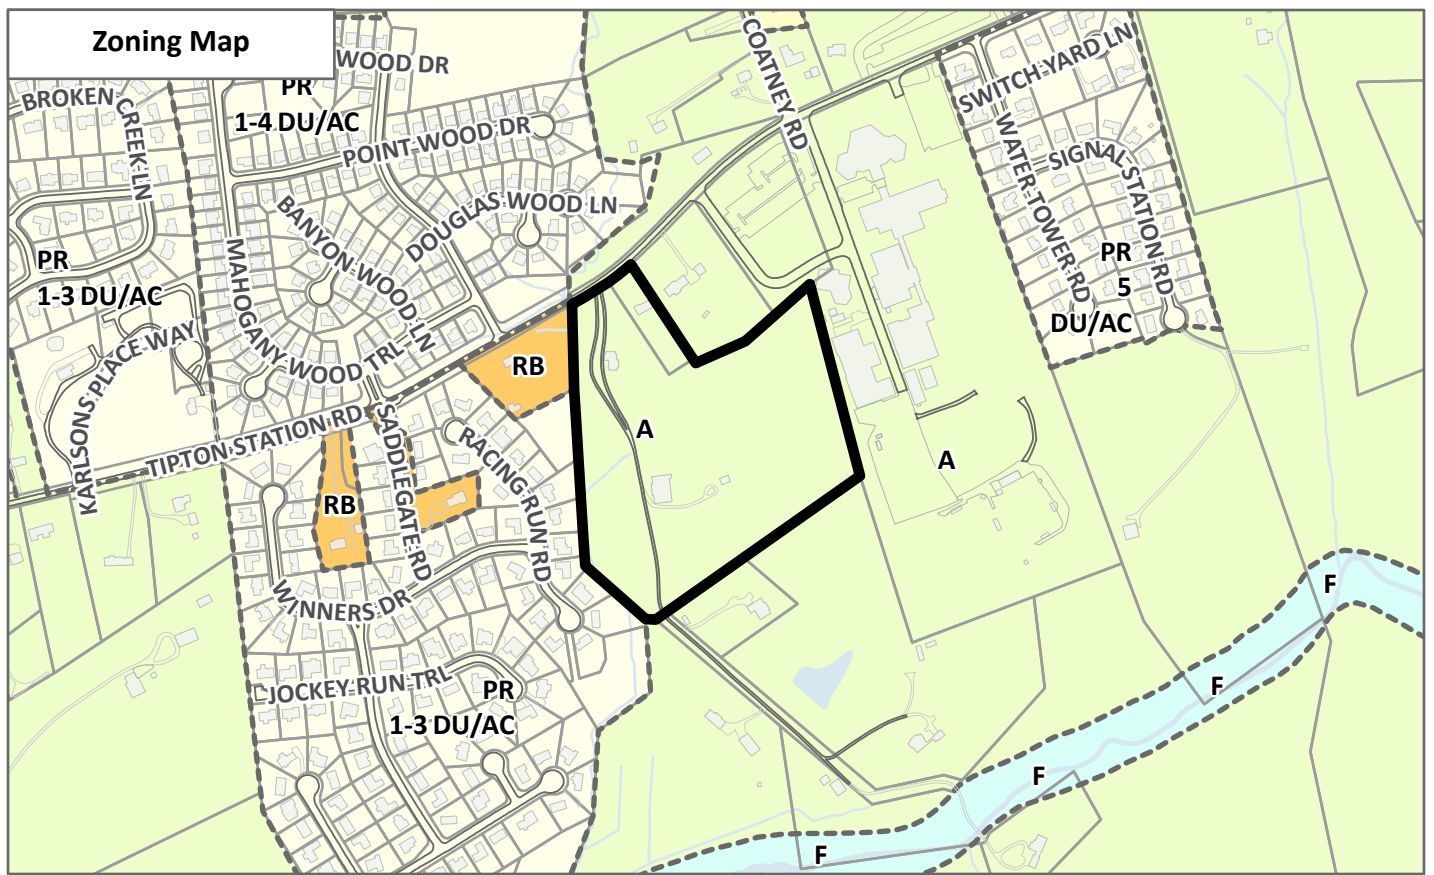 Zoning Map
WOOD DR
COATNEY RD
SWITCH YARD LN
BROKEN CREEK LN
PR
1-4 DU/AC
POINT WOOD DR
WATER TOWER RD
SIGNAL STATION RD
BANYON WOOD LN
DOUGLAS WOOD LN
MAHOGANY WOOD TRL
PR
1-3 DU/AC
PR
5
DU/AC
KARLSONS PLACE WAY
RB
TIPTON STATION RD
SADDLEGATE RD
RACING RUN RD
A
A
RB
WINNERS DR
JOCKEY RUN TRL
PR
1-3 DU/AC
F
F
F
F